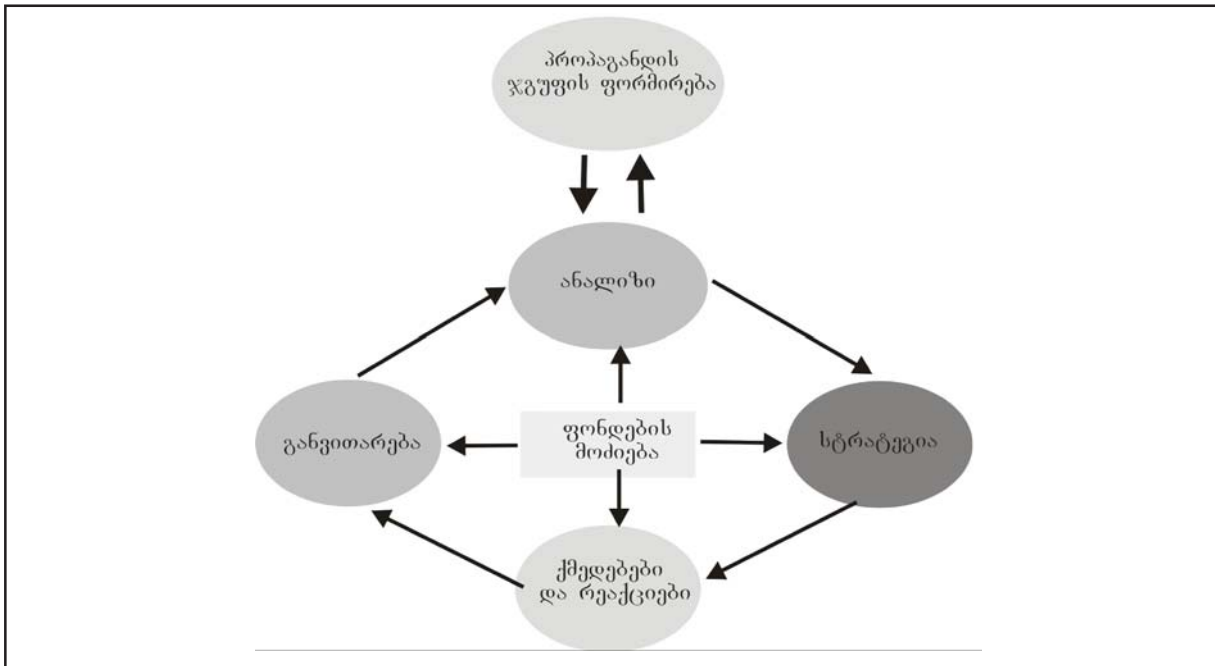 პროპაგანდის
ჯგუფის ფორმირება
ანალიზი
განვითარება
ფონდების
მოძიება
სტრატეგია
ქმედებები
და რეაქციები